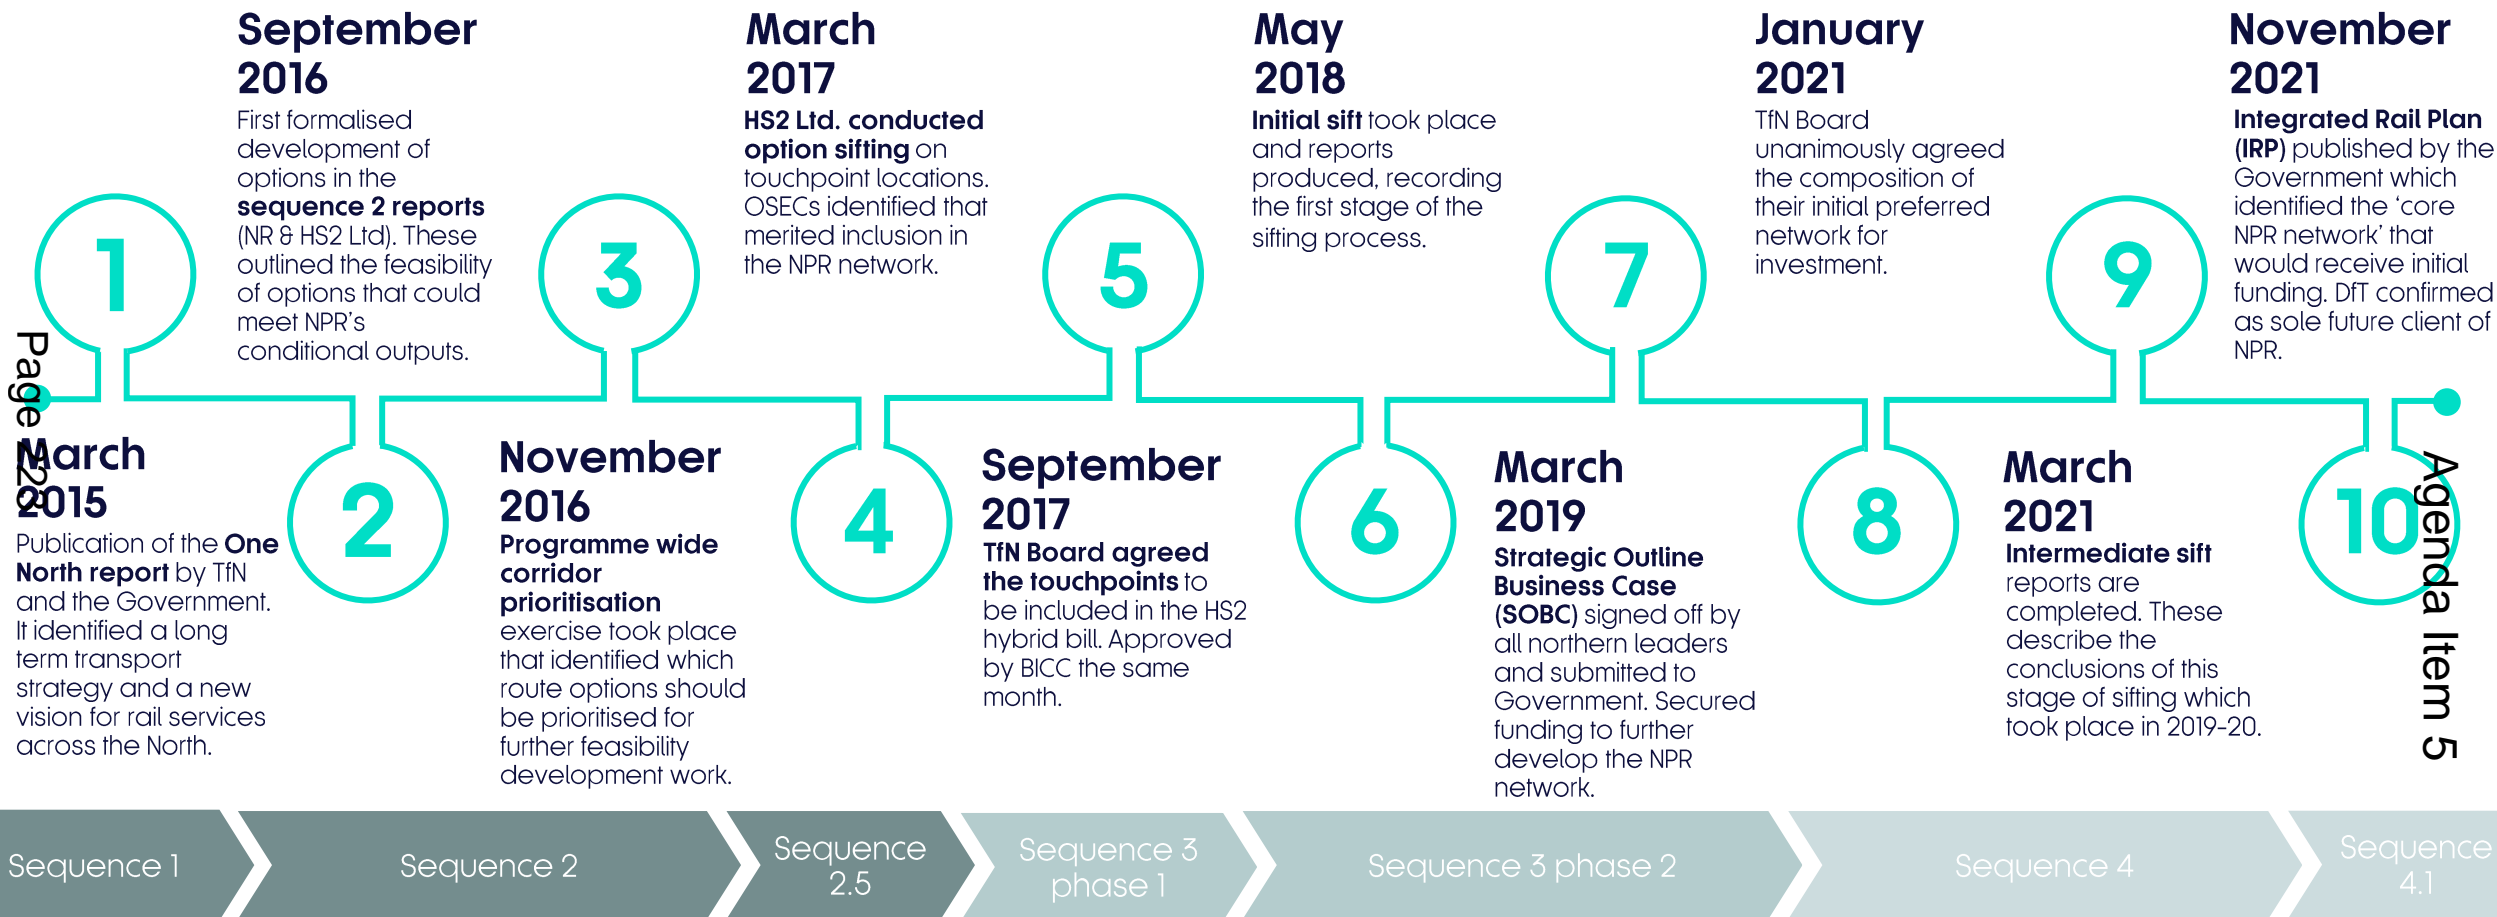 September
2016
First formalised
development of
options in the
sequence 2 reports
(NR & HS2 Ltd). These
outlined the feasibility
of options that could
meet NPR's
conditional outputs.
March
2017
HS2 Ltd. conducted
option sifting on
touchpoint locations.
OSECs identified that
merited inclusion in
the NPR network.
May
2018
Initial sift took place
and reports
produced, recording
the first stage of the
sifting process.
January
2021
TfN Board
unanimously agreed
the composition of
their initial preferred
network for
investment.
November
2021
Integrated Rail Plan
(IRP) published by the
Government which
identified the ‘core
NPR network’ that
would receive initial
funding. DfT confirmed
as sole future client of
NPR.
1
3
5
7
9
Page 223
March
2015
Publication of the One
North report by TfN
and the Government.
It identified a long
term transport
strategy and a new
vision for rail services
across the North.
2
November
2016
Programme wide
corridor
prioritisation
exercise took place
that identified which
route options should
be prioritised for
further feasibility
development work.
4
September
2017
TfN Board agreed
the touchpoints to
be included in the HS2
hybrid bill. Approved
by BICC the same
month.
6
March
2019
Strategic Outline
Business Case
(SOBC) signed off by
all northern leaders
and submitted to
Government. Secured
funding to further
develop the NPR
network.
8
March
2021
Intermediate sift
reports are
completed. These
describe the
conclusions of this
stage of sifting which
took place in 2019-20.
10
Agenda Item 5
Sequence 1
Sequence 2
Sequence
2.5
Sequence 3
phase 1
Sequence 3 phase 2
Sequence 4
Sequence
4.1